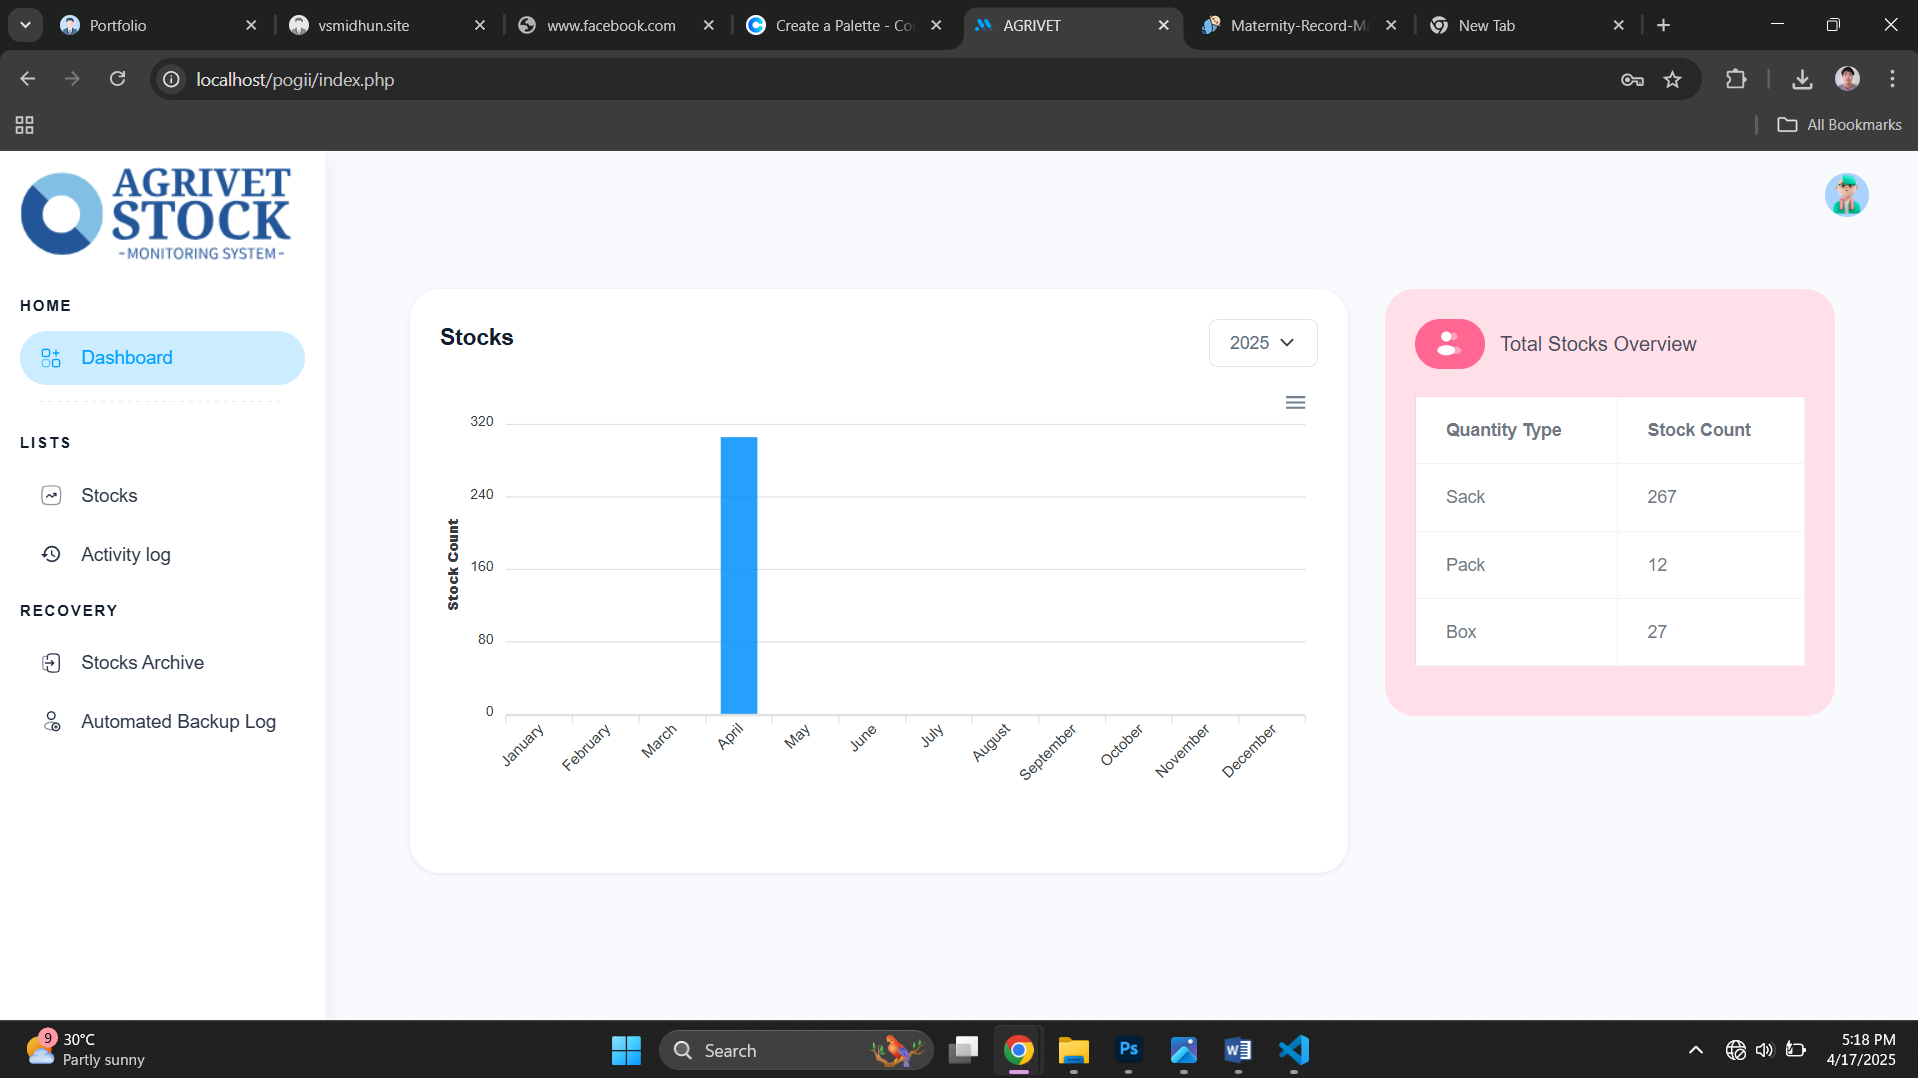 Portfolio
vsmidhun.site
www.facebook.com
Create a Palette - Co
AGRIVET
Maternity-Record-Ma
New Tab
localhost/pogii/index.php
All Bookmarks
AGRIVET
STOCK
-MONITORING SYSTEM-
HOME
Dashboard
LISTS
Stocks
Activity log
RECOVERY
Stocks Archive
Automated Backup Log
Stocks
2025
Stock Count
320
240
160
80
0
January
February
March
April
May
June
July
August
September
October
November
December
Total Stocks Overview
Quantity Type Stock Count
Sack 267
Pack 12
Box 27
9
30°C
Partly sunny
Search
Ps
W
5:18 PM
4/17/2025